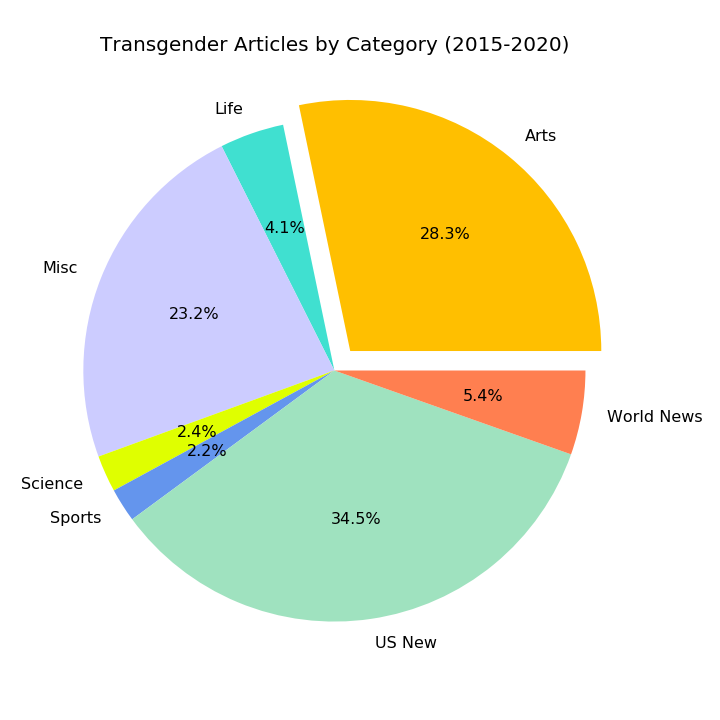 Transgender Articles by Category (2015-2020)
Life
Arts
4.1%
28.3%
Misc
23.2%
5.4%
World News
2.4%
2.2%
Science
Sports
34.5%
US New